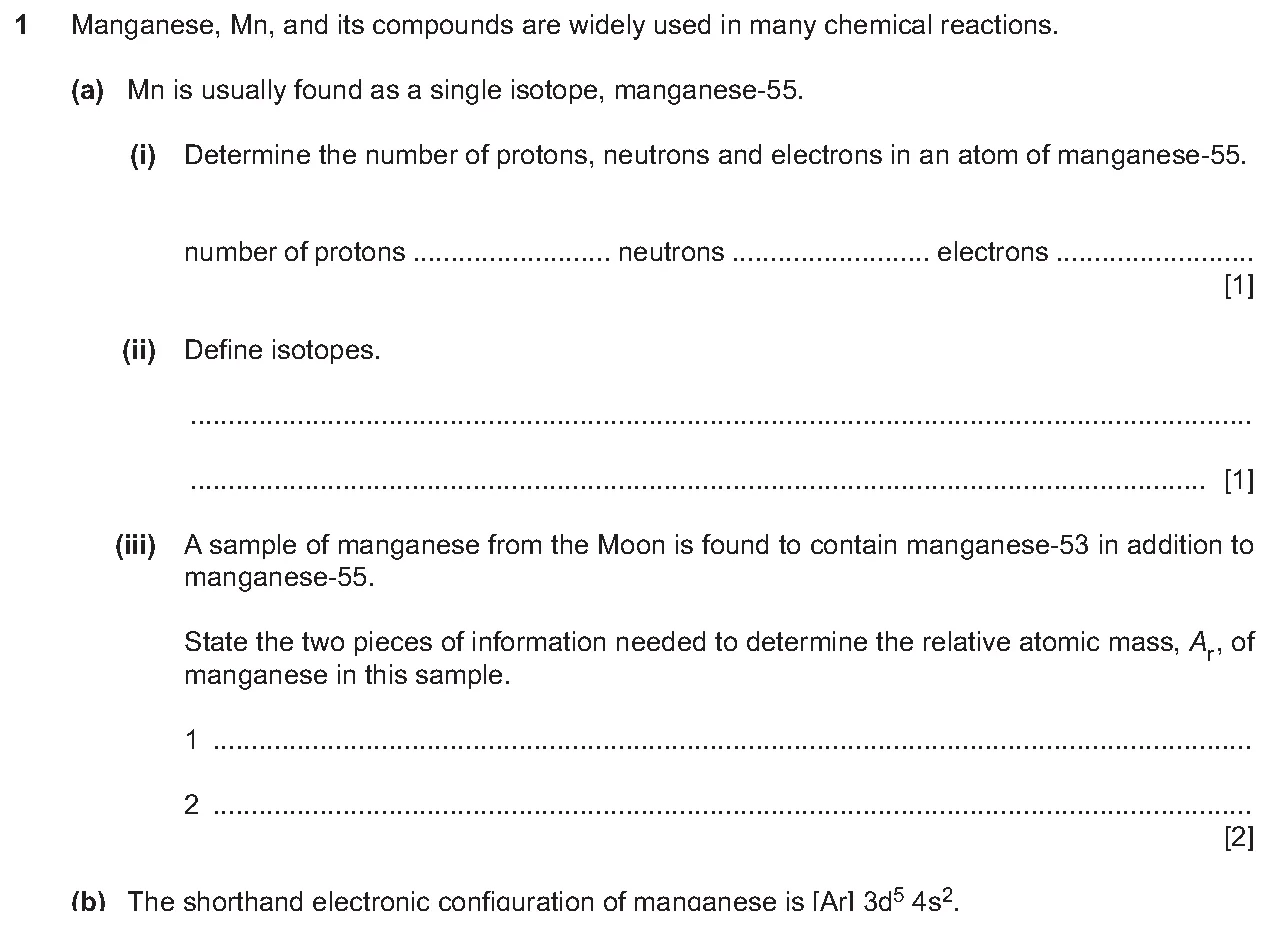 1 Manganese, Mn, and its compounds are widely used in many chemical reactions.
(a) Mn is usually found as a single isotope, manganese-55.
(i) Determine the number of protons, neutrons and electrons in an atom of manganese-55.
number of protons .......................... neutrons .......................... electrons ..........................
[1]
(ii) Define isotopes.
..........................................................................................................................................
.................................................................................................................................... [1]
(iii) A sample of manganese from the Moon is found to contain manganese-53 in addition to
manganese-55.
State the two pieces of information needed to determine the relative atomic mass, Aᵣ, of
manganese in this sample.
1 .......................................................................................................................................
2 .......................................................................................................................................
[2]
(b) The shorthand electronic configuration of manganese is [Ar] 3d⁵ 4s².